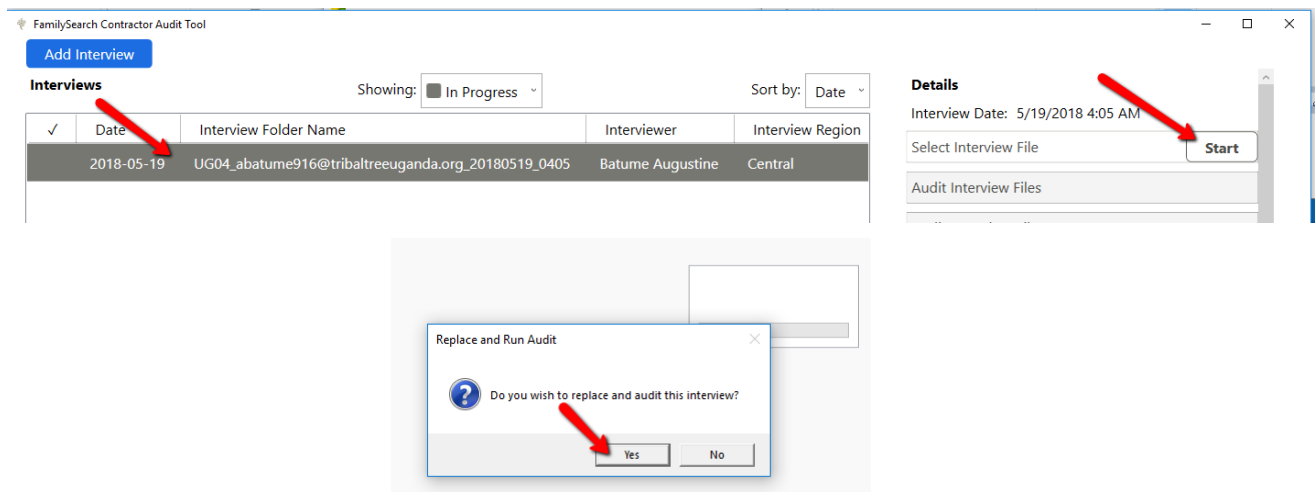 FamilySearch Contractor Audit Tool
Add Interview
Interviews
Showing: In Progress
Sort by: Date
✓ Date Interview Folder Name Interviewer Interview Region
2018-05-19 UG04_abatume916@tribaltreeuganda.org_20180519_0405 Batume Augustine Central
Details
Interview Date: 5/19/2018 4:05 AM
Select Interview File Start
Audit Interview Files
Replace and Run Audit
Do you wish to replace and audit this interview?
Yes No